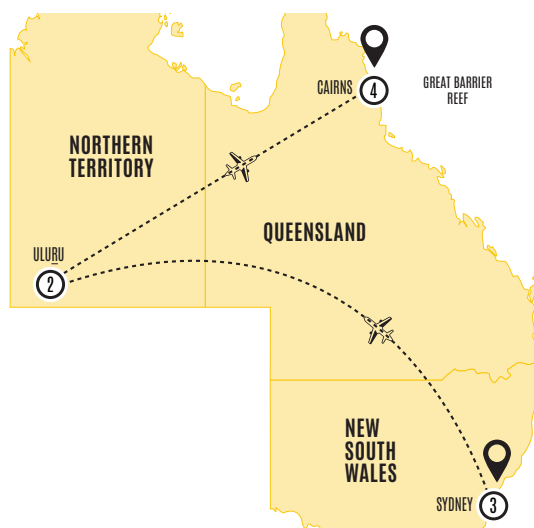 CAIRNS
4
GREAT BARRIER
REEF
NORTHERN
TERRITORY
QUEENSLAND
ULURU
2
NEW
SOUTH
WALES
SYDNEY
3